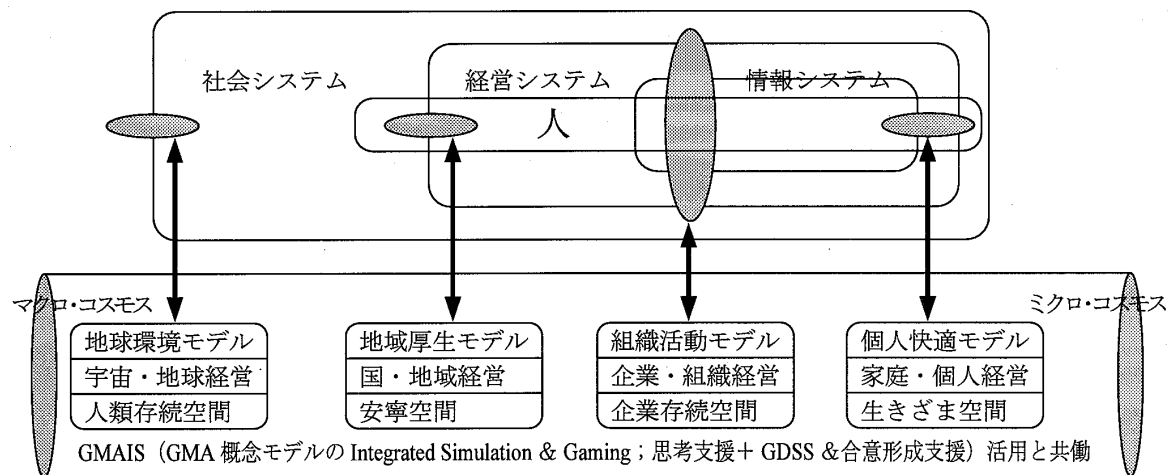 社会システム
経営システム
情報システム
人
マクロ・コスモス
ミクロ・コスモス
地球環境モデル
宇宙・地球経営
人類存続空間
地域厚生モデル
国・地域経営
安寧空間
組織活動モデル
企業・組織経営
企業存続空間
個人快適モデル
家庭・個人経営
生きざま空間
GMAIS（GMA 概念モデルの Integrated Simulation & Gaming；思考支援＋ GDSS ＆合意形成支援）活用と共働